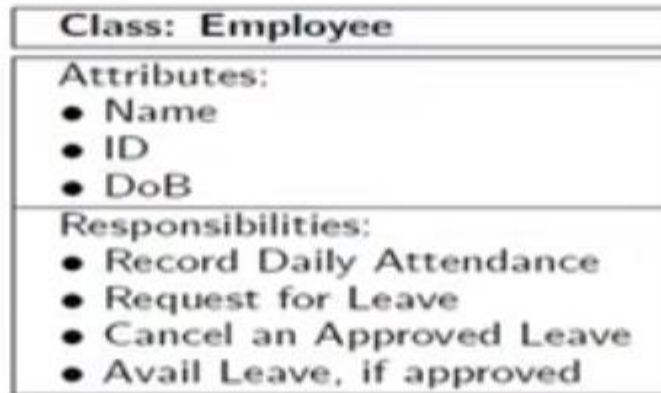 Class: Employee
Attributes:
● Name
● ID
● DoB
Responsibilities:
● Record Daily Attendance
● Request for Leave
● Cancel an Approved Leave
● Avail Leave, if approved